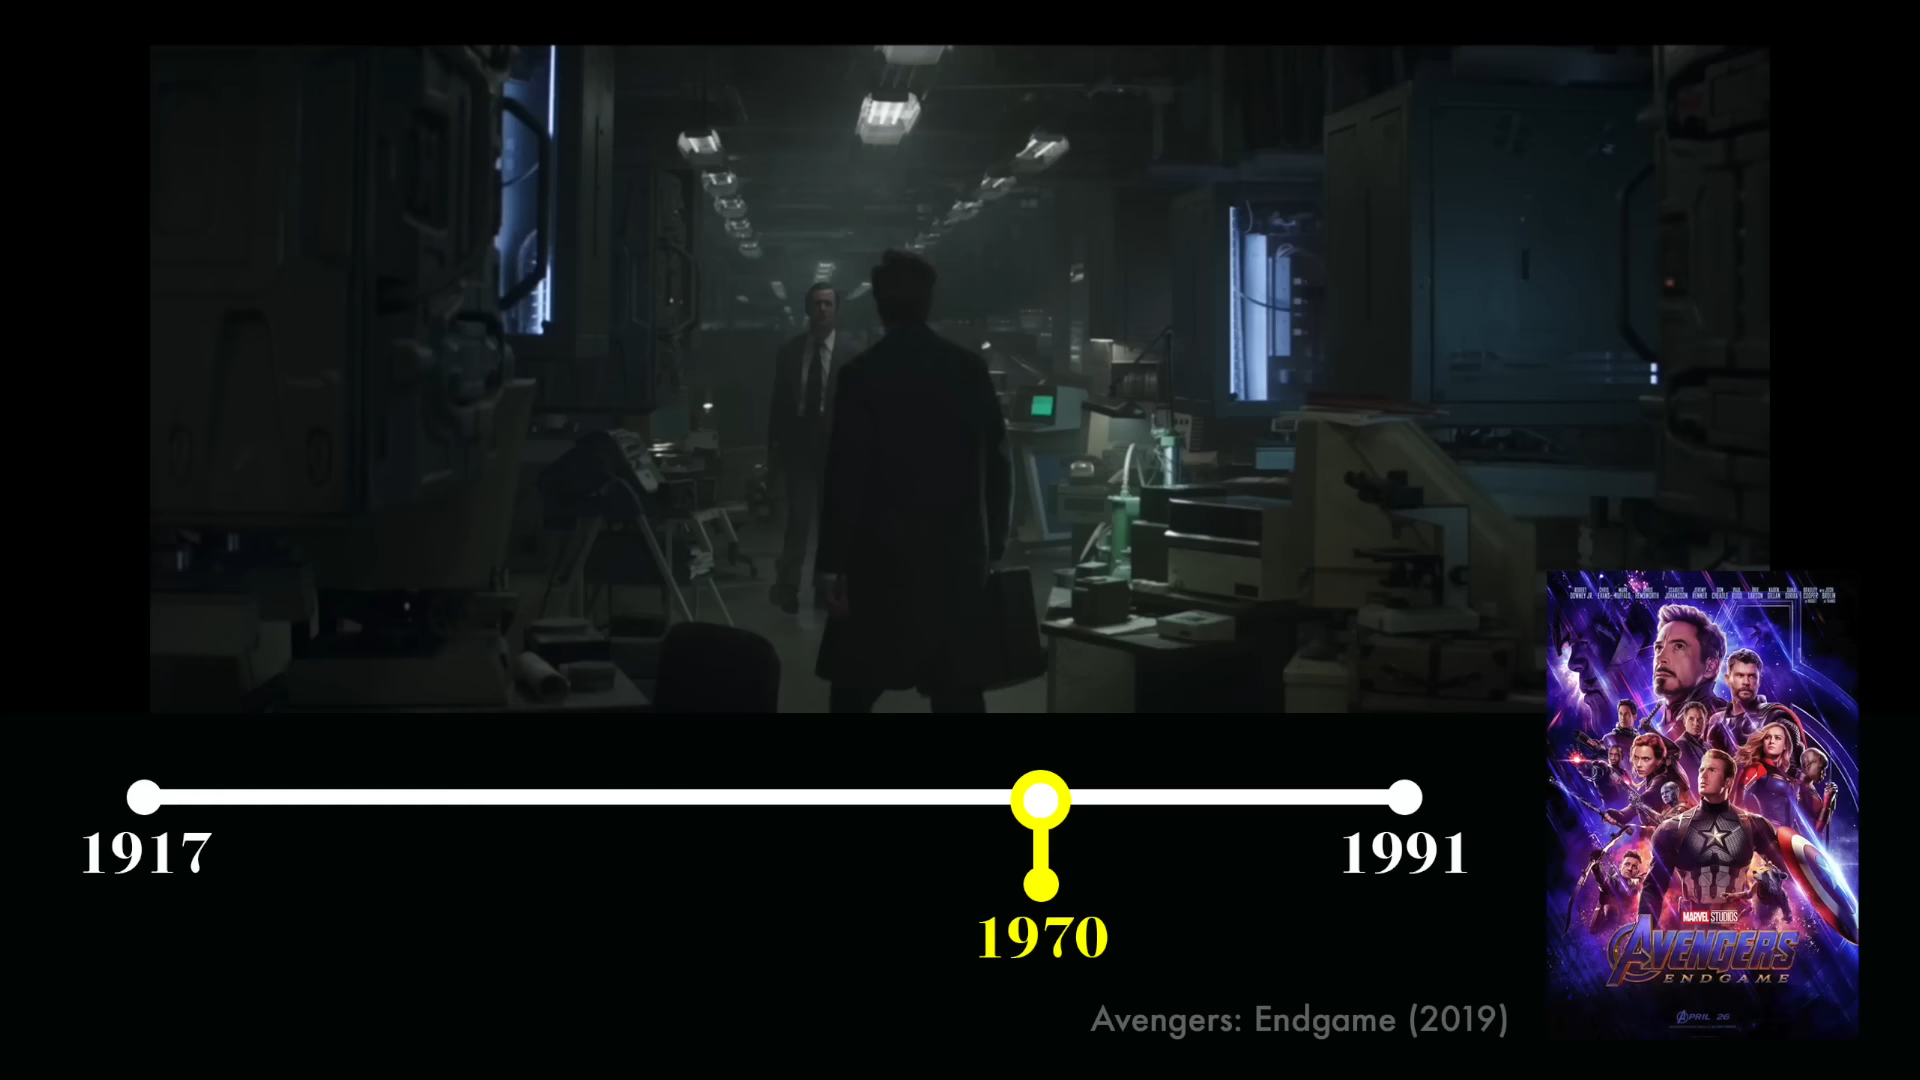 1917
1991
1970
Avengers: Endgame (2019)
MARVEL STUDIOS
AVENGERS
ENDGAME
APRIL 26